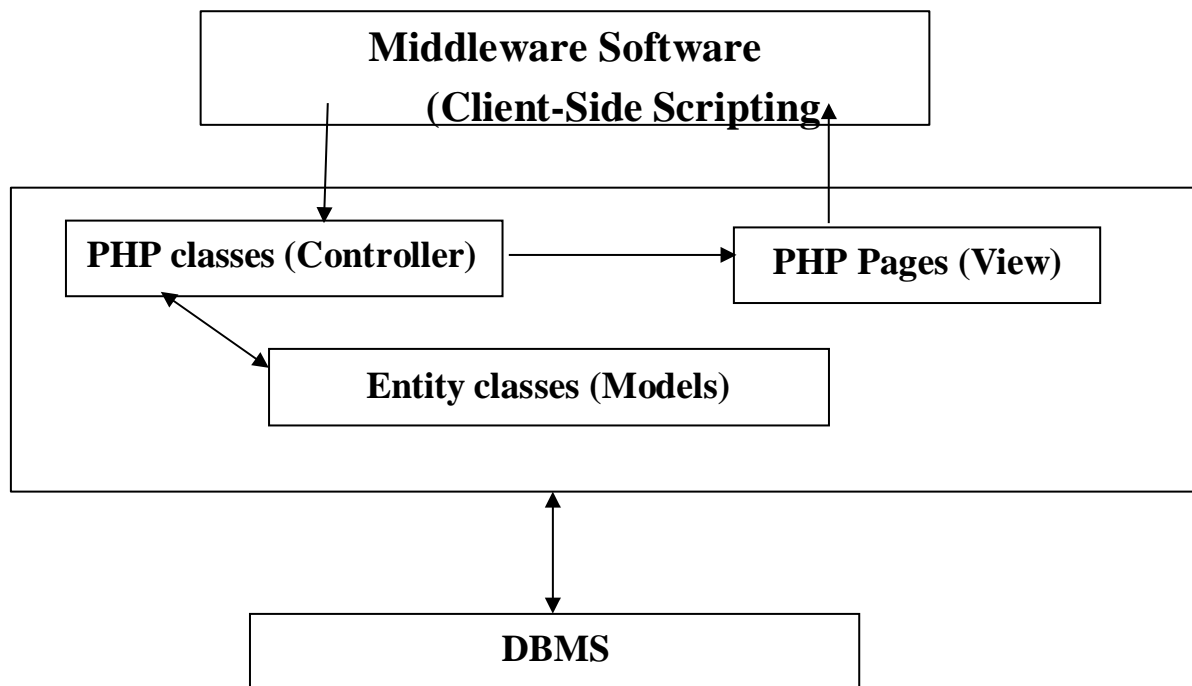 Middleware Software
(Client-Side Scripting
PHP classes (Controller)
PHP Pages (View)
Entity classes (Models)
DBMS